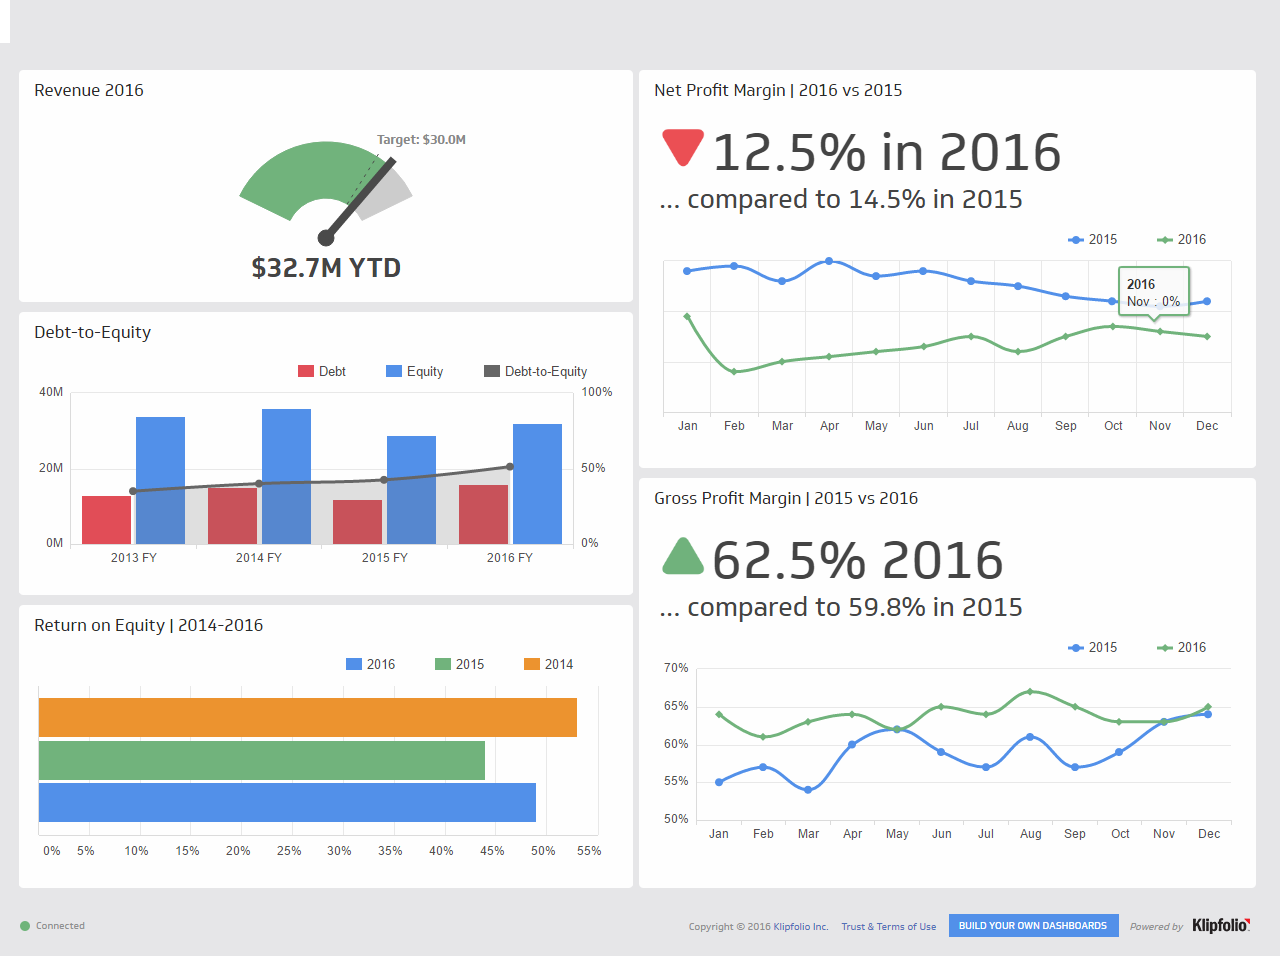 Revenue 2016
Target: $30.0M
$32.7M YTD
Debt-to-Equity
Debt Equity Debt-to-Equity
40M 100%
20M 50%
0M 0%
2013 FY 2014 FY 2015 FY 2016 FY
Return on Equity | 2014-2016
2016 2015 2014
0% 5% 10% 15% 20% 25% 30% 35% 40% 45% 50% 55%
Net Profit Margin | 2016 vs 2015
12.5% in 2016
... compared to 14.5% in 2015
2015 2016
2016
Nov : 0%
Jan Feb Mar Apr May Jun Jul Aug Sep Oct Nov Dec
Gross Profit Margin | 2015 vs 2016
62.5% 2016
... compared to 59.8% in 2015
2015 2016
70%
65%
60%
55%
50%
Jan Feb Mar Apr May Jun Jul Aug Sep Oct Nov Dec
Connected
Copyright © 2016 Klipfolio Inc. Trust & Terms of Use BUILD YOUR OWN DASHBOARDS Powered by Klipfolio